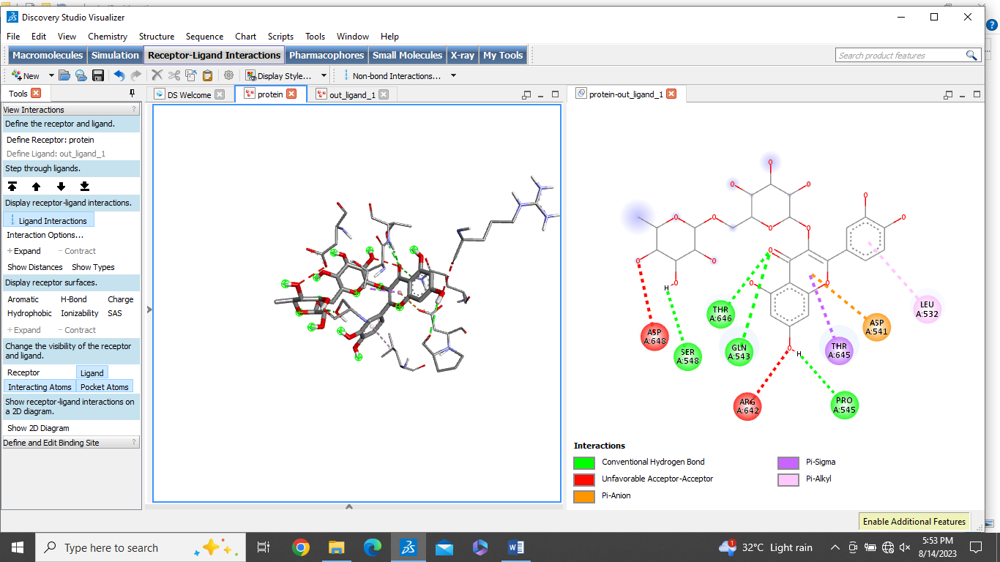 Discovery Studio Visualizer
File Edit View Chemistry Structure Sequence Chart Scripts Tools Window Help
Macromolecules Simulation Receptor-Ligand Interactions Pharmacophores Small Molecules X-ray My Tools
Search product features
New Display Style... Non-bond Interactions...
Tools
DS Welcome protein out_ligand_1
protein-out_ligand_1
View Interactions ?
Define the receptor and ligand.
Define Receptor: protein
Define Ligand: out_ligand_1
Step through ligands.
Display receptor-ligand interactions.
Ligand Interactions
Interaction Options...
+ Expand − Contract
Show Distances Show Types
Display receptor surfaces.
Aromatic H-Bond Charge
Hydrophobic Ionizability SAS
+ Expand − Contract
Change the visibility of the receptor
and ligand.
Receptor Ligand
Interacting Atoms Pocket Atoms
Show receptor-ligand interactions on
a 2D diagram.
Show 2D Diagram
Define and Edit Binding Site ?
O
O O
O
O
O O
O
O O
O
O
O
O
O
O
H
O
H
LEU
A:532
THR
A:646
ASP
A:541
ASP
A:648
SER
A:548
GLN
A:543
THR
A:645
ARG
A:642
PRO
A:545
Interactions
Conventional Hydrogen Bond
Unfavorable Acceptor-Acceptor
Pi-Anion
Pi-Sigma
Pi-Alkyl
Enable Additional Features
Type here to search
32°C Light rain
5:53 PM
8/14/2023